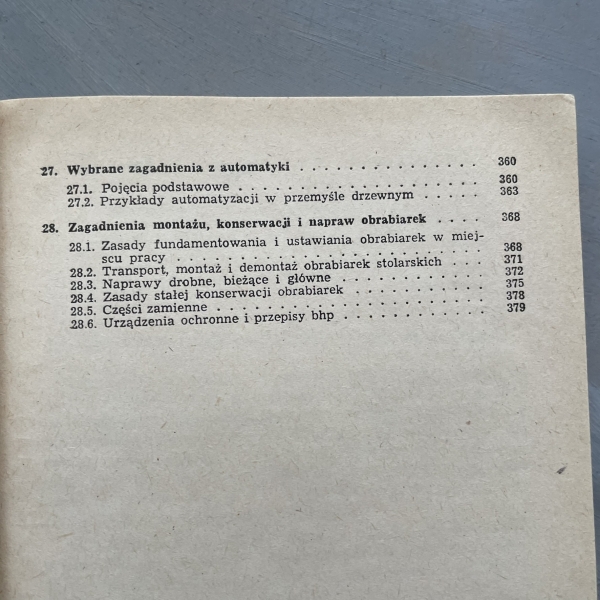 27. Wybrane zagadnienia z automatyki . . . . . . . . . . . . . . 360
27.1. Pojęcia podstawowe . . . . . . . . . . . . . . . . . . 360
27.2. Przykłady automatyzacji w przemyśle drzewnym . . . . . 363
28. Zagadnienia montażu, konserwacji i napraw obrabiarek . . . . 368
28.1. Zasady fundamentowania i ustawiania obrabiarek w miej-
scu pracy . . . . . . . . . . . . . . . . . . . . . . 368
28.2. Transport, montaż i demontaż obrabiarek stolarskich . . . 371
28.3. Naprawy drobne, bieżące i główne . . . . . . . . . . . 372
28.4. Zasady stałej konserwacji obrabiarek . . . . . . . . . . 375
28.5. Części zamienne . . . . . . . . . . . . . . . . . . . 378
28.6. Urządzenia ochronne i przepisy bhp . . . . . . . . . . 379